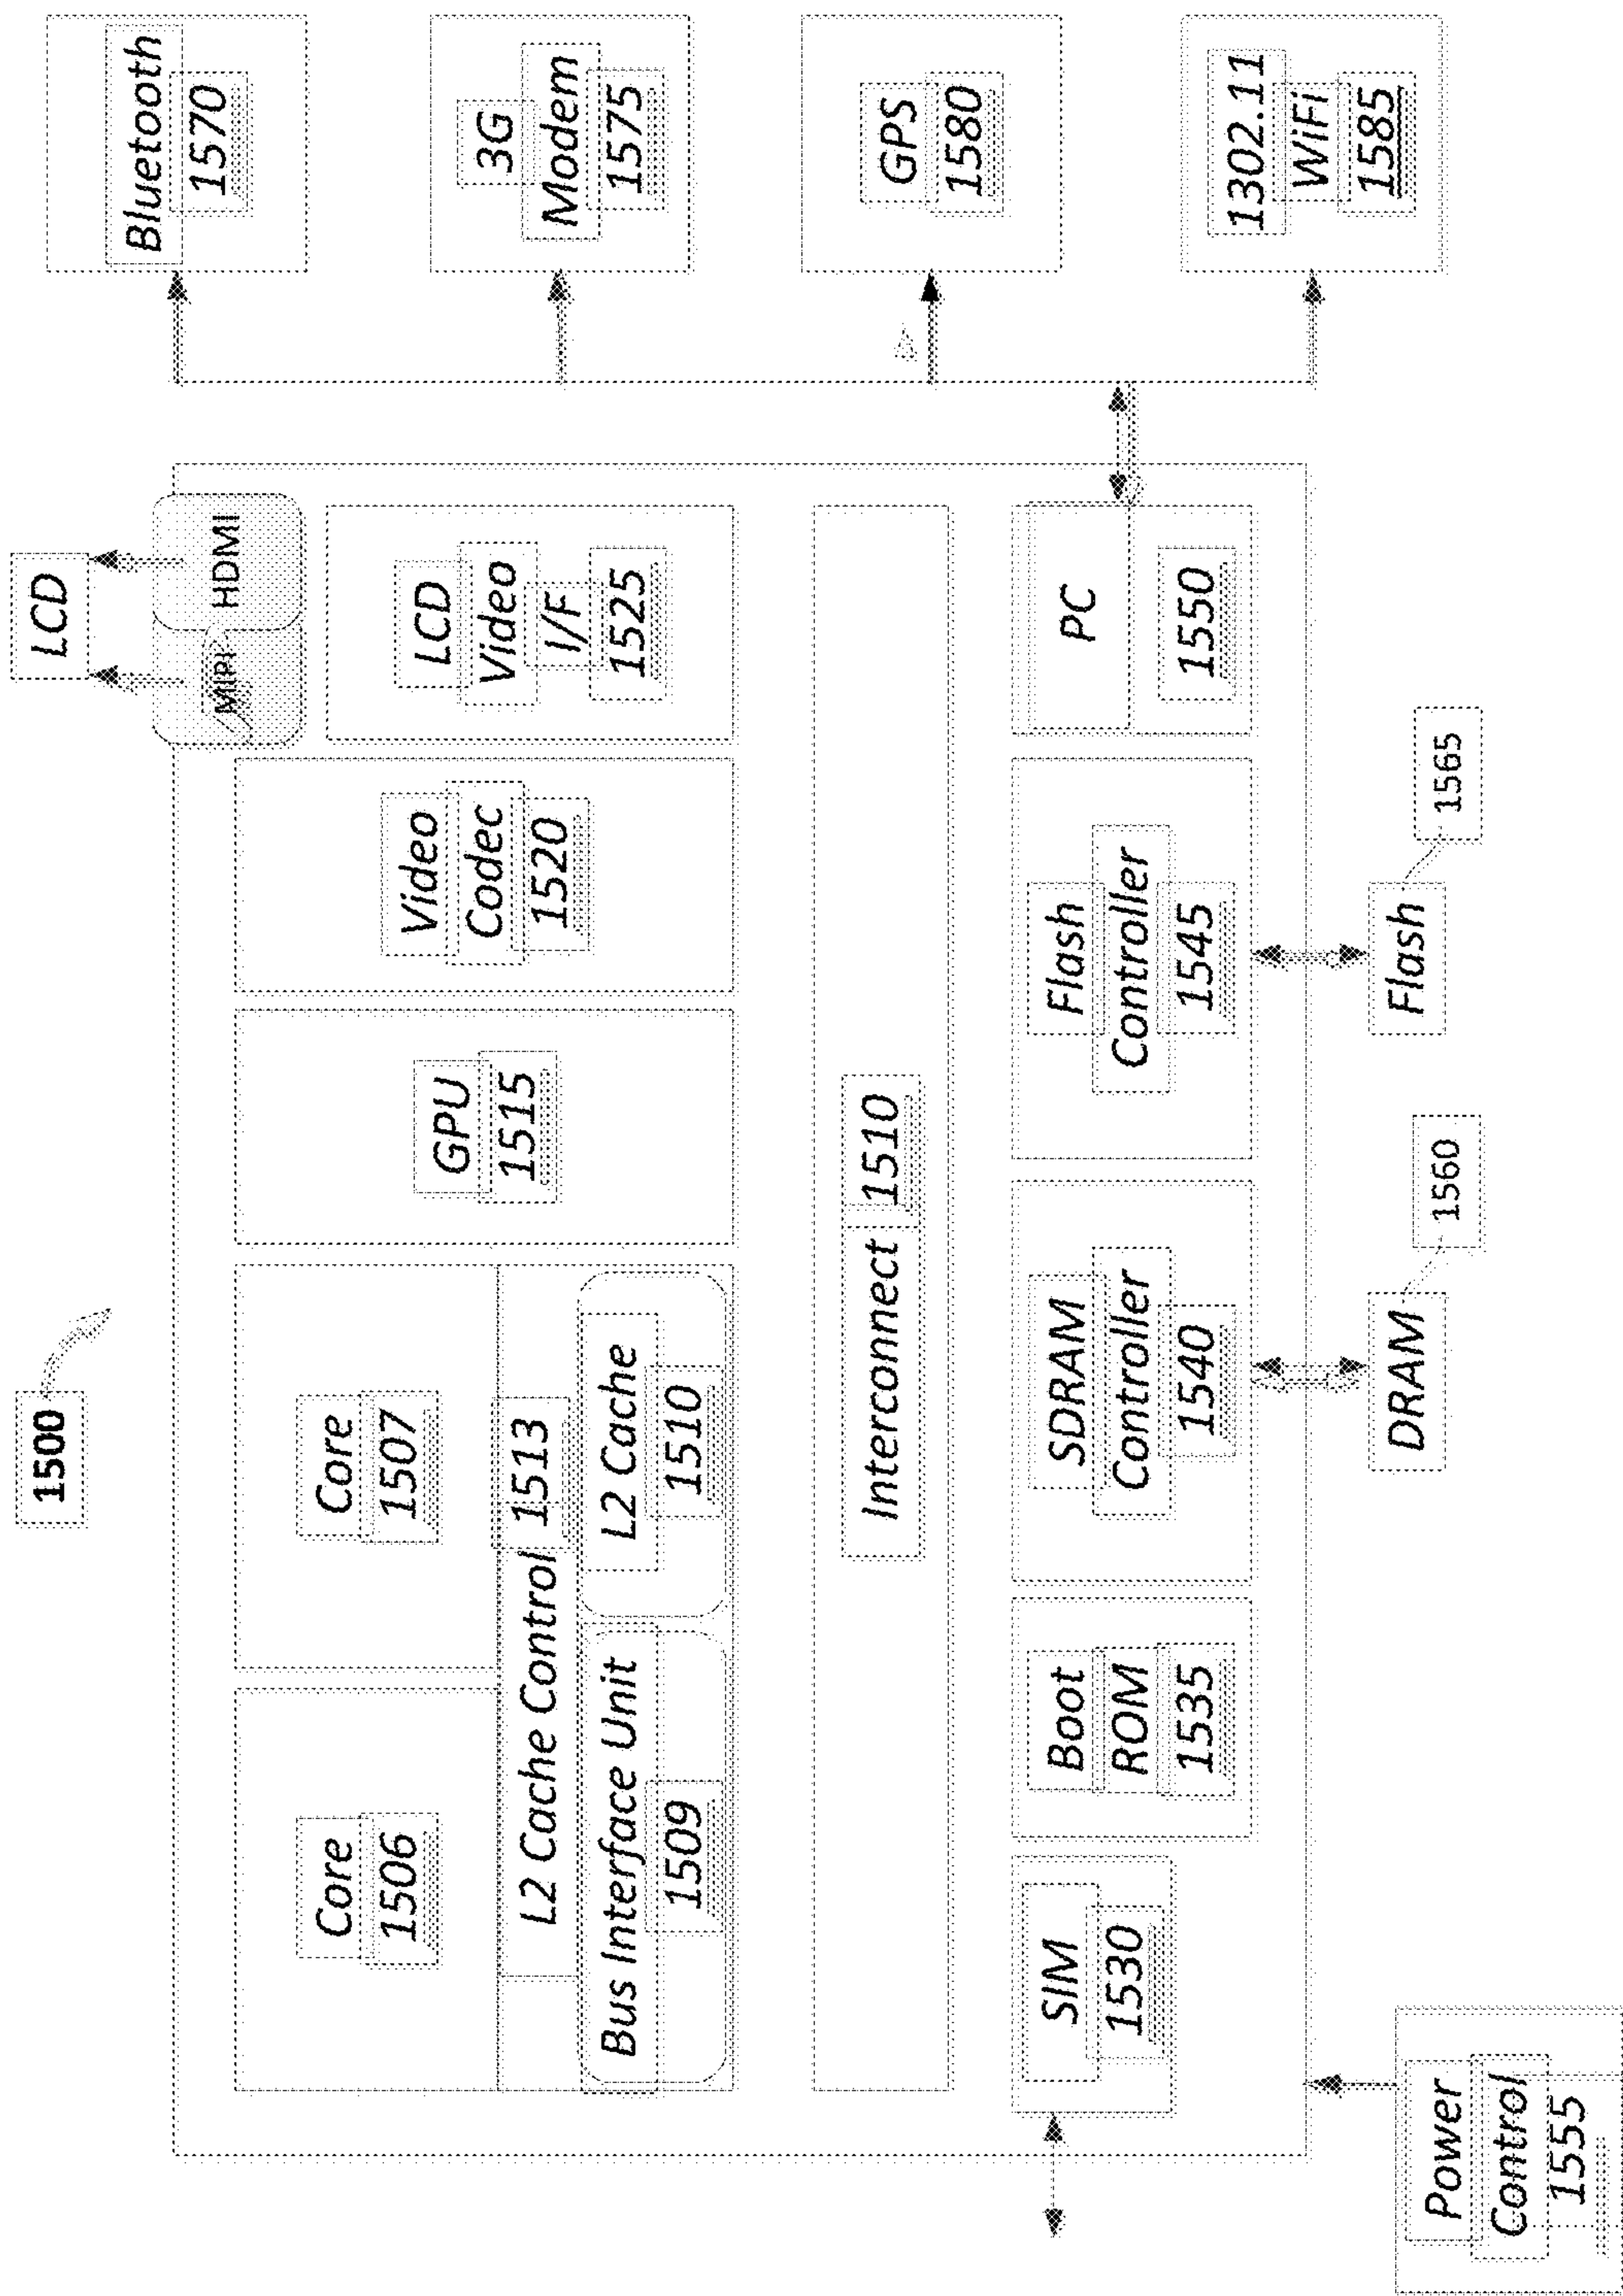 1500
LCD
MIPI
HDMI
Core
1506
Core
1507
GPU
1515
Video
Codec
1520
LCD
Video
I/F
1525
L2 Cache Control 1513
Bus Interface Unit
1509
L2 Cache
1510
Interconnect 1510
SIM
1530
Boot
ROM
1535
SDRAM
Controller
1540
Flash
Controller
1545
PC
1550
Power
Control
1555
DRAM
1560
Flash
1565
Bluetooth
1570
3G
Modem
1575
GPS
1580
1302.11
WiFi
1585